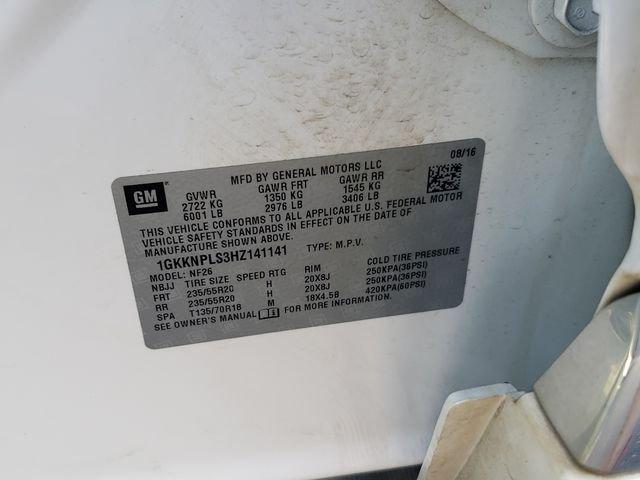 MFD BY GENERAL MOTORS LLC 08/16
GM
GVWR GAWR FRT GAWR RR
2722 KG 1350 KG 1545 KG
6001 LB 2976 LB 3406 LB
THIS VEHICLE CONFORMS TO ALL APPLICABLE U.S. FEDERAL MOTOR
VEHICLE SAFETY STANDARDS IN EFFECT ON THE DATE OF
MANUFACTURE SHOWN ABOVE.
1GKKNPLS3HZ141141 TYPE: M.P.V.
MODEL: NF26
NBJJ TIRE SIZE SPEED RTG RIM COLD TIRE PRESSURE
FRT 235/55R20 H 20X8J 250KPA(36PSI)
RR 235/55R20 H 20X8J 250KPA(36PSI)
SPA T135/70R18 M 18X4.5B 420KPA(60PSI)
SEE OWNER'S MANUAL FOR MORE INFORMATION.